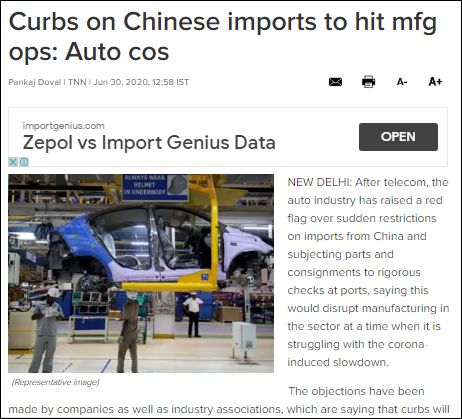 Curbs on Chinese imports to hit mfg
ops: Auto cos
Pankaj Doval | TNN | Jun 30, 2020, 12:58 IST
A-
A+
importgenius.com
Zepol vs Import Genius Data
OPEN
ALWAYS WEAR
HELMET
IN UNDERBODY
NEW DELHI: After telecom, the
auto industry has raised a red
flag over sudden restrictions
on imports from China and
subjecting parts and
consignments to rigorous
checks at ports, saying this
would disrupt manufacturing in
the sector at a time when it is
struggling with the corona-
induced slowdown.
(Representative image)
The objections have been
made by companies as well as industry associations, which are saying that curbs will